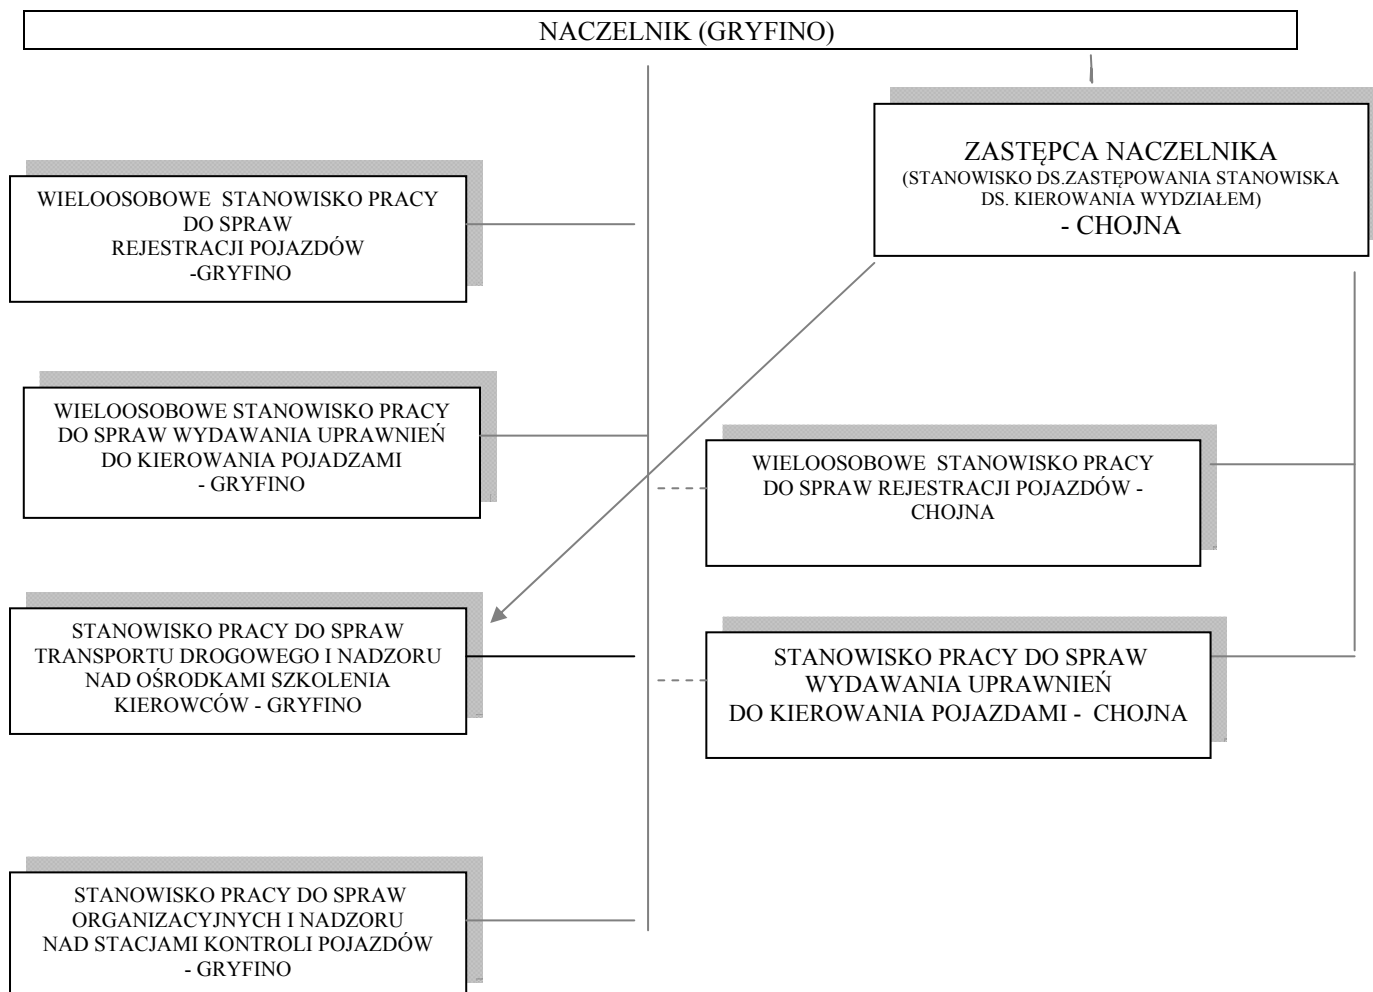 NACZELNIK (GRYFINO)
ZASTĘPCA NACZELNIKA
(STANOWISKO DS.ZASTĘPOWANIA STANOWISKA
DS. KIEROWANIA WYDZIAŁEM)
- CHOJNA
WIELOOSOBOWE STANOWISKO PRACY
DO SPRAW
REJESTRACJI POJAZDÓW
-GRYFINO
WIELOOSOBOWE STANOWISKO PRACY
DO SPRAW WYDAWANIA UPRAWNIEŃ
DO KIEROWANIA POJADZAMI
- GRYFINO
WIELOOSOBOWE STANOWISKO PRACY
DO SPRAW REJESTRACJI POJAZDÓW -
CHOJNA
STANOWISKO PRACY DO SPRAW
TRANSPORTU DROGOWEGO I NADZORU
NAD OŚRODKAMI SZKOLENIA
KIEROWCÓW - GRYFINO
STANOWISKO PRACY DO SPRAW
WYDAWANIA UPRAWNIEŃ
DO KIEROWANIA POJAZDAMI - CHOJNA
STANOWISKO PRACY DO SPRAW
ORGANIZACYJNYCH I NADZORU
NAD STACJAMI KONTROLI POJAZDÓW
- GRYFINO